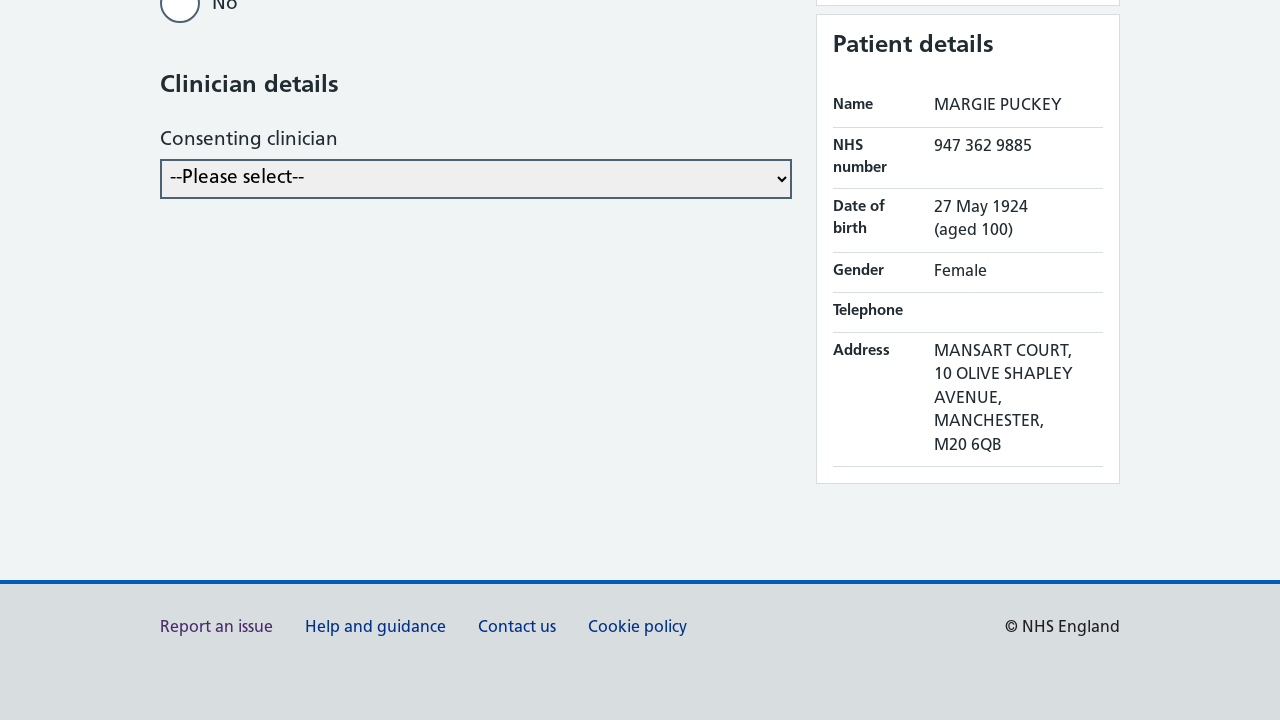 No
Clinician details
Consenting clinician
--Please select--
Patient details
Name MARGIE PUCKEY
NHS number 947 362 9885
Date of birth 27 May 1924 (aged 100)
Gender Female
Telephone
Address MANSART COURT,
10 OLIVE SHAPLEY
AVENUE,
MANCHESTER,
M20 6QB
Report an issue Help and guidance Contact us Cookie policy © NHS England